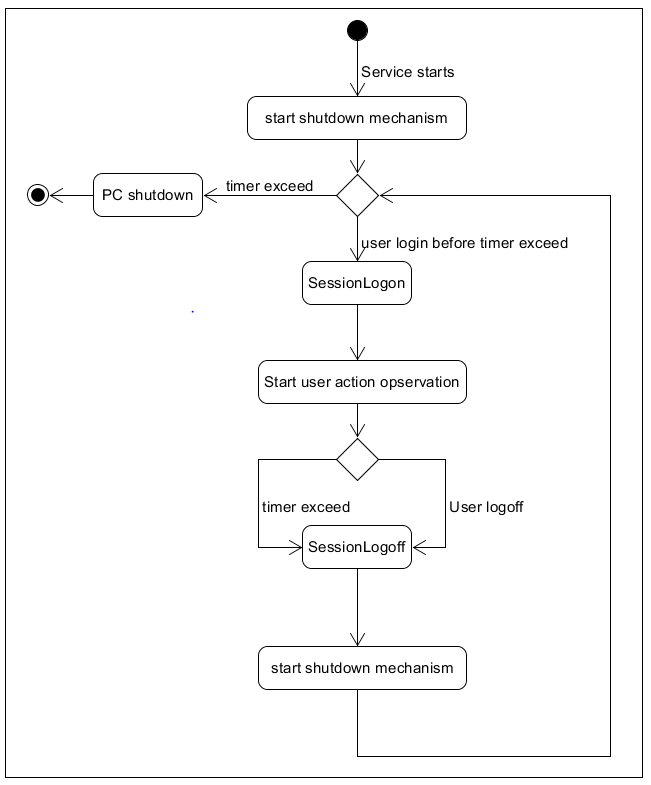 Service starts
start shutdown mechanism
timer exceed
PC shutdown
user login before timer exceed
SessionLogon
Start user action opservation
timer exceed
User logoff
SessionLogoff
start shutdown mechanism